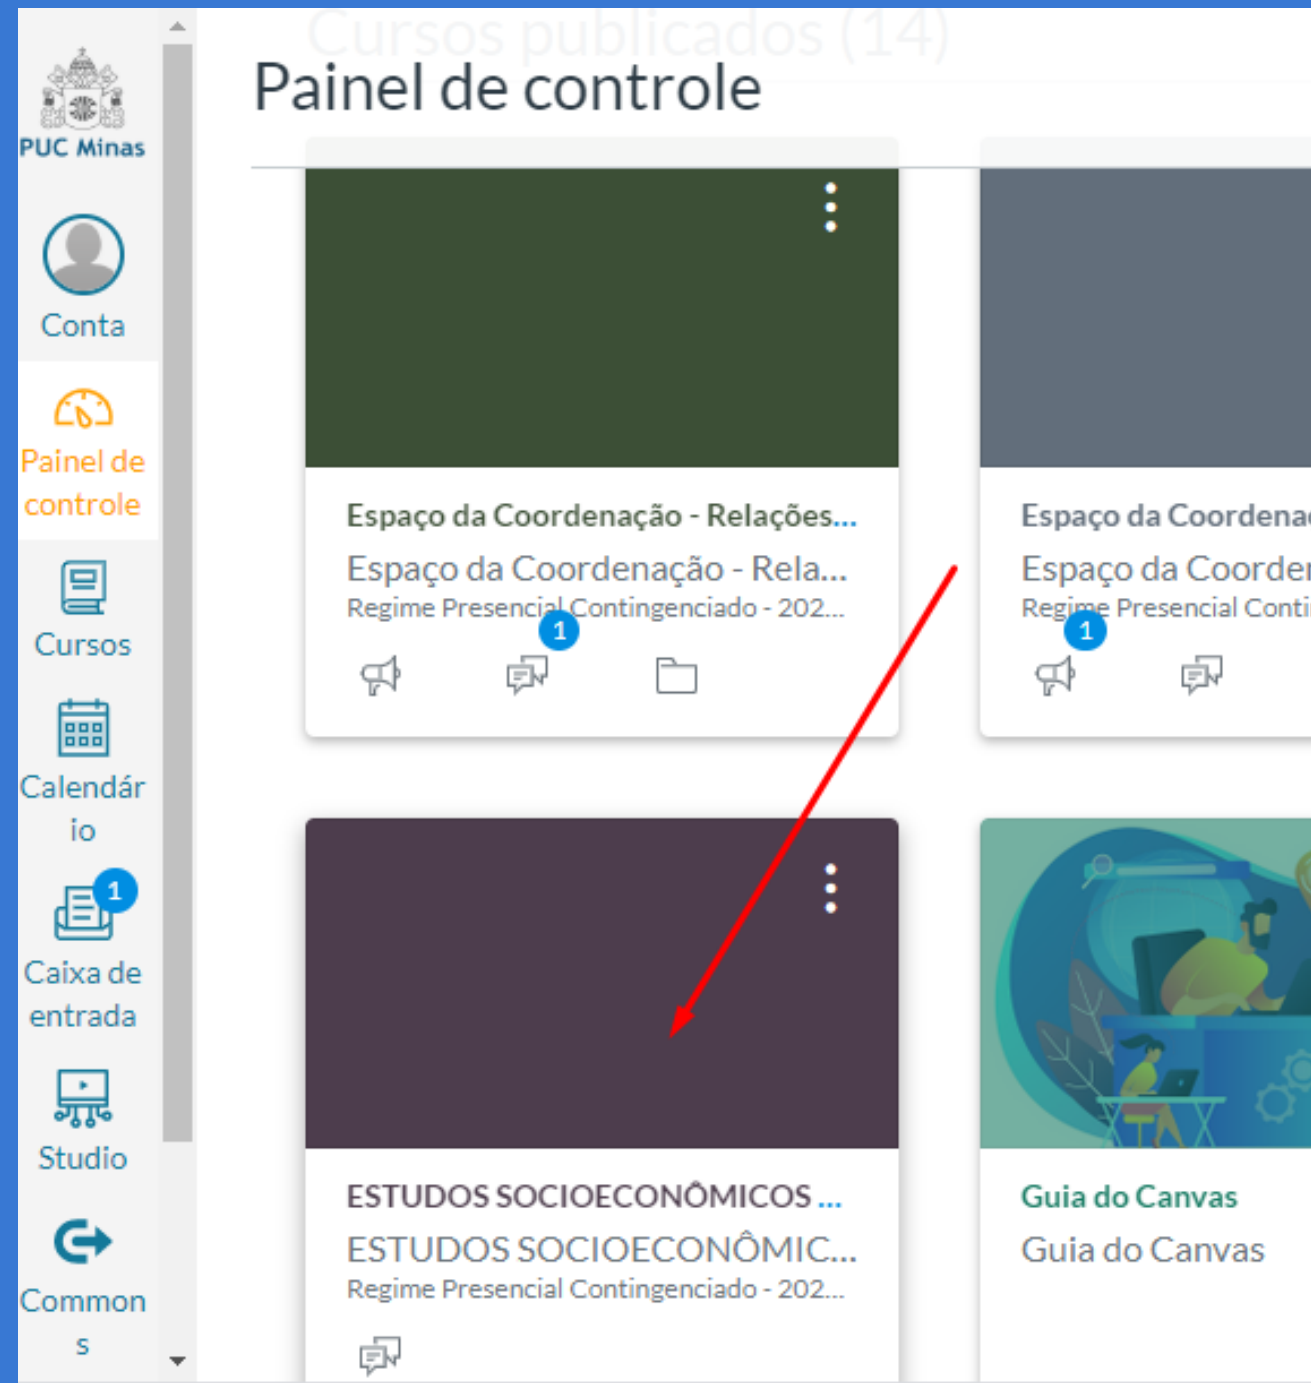 Cursos publicados (14)
Painel de controle
PUC Minas
Conta
Painel de
controle
Cursos
Calendár
io
1
Caixa de
entrada
Studio
Common
s
Espaço da Coordenação - Relações...
Espaço da Coordenação - Rela...
Regime Presencial Contingenciado - 202...
1
Espaço da Coordena
Espaço da Coorde
Regime Presencial Conti
1
ESTUDOS SOCIOECONÔMICOS ...
ESTUDOS SOCIOECONÔMIC...
Regime Presencial Contingenciado - 202...
Guia do Canvas
Guia do Canvas